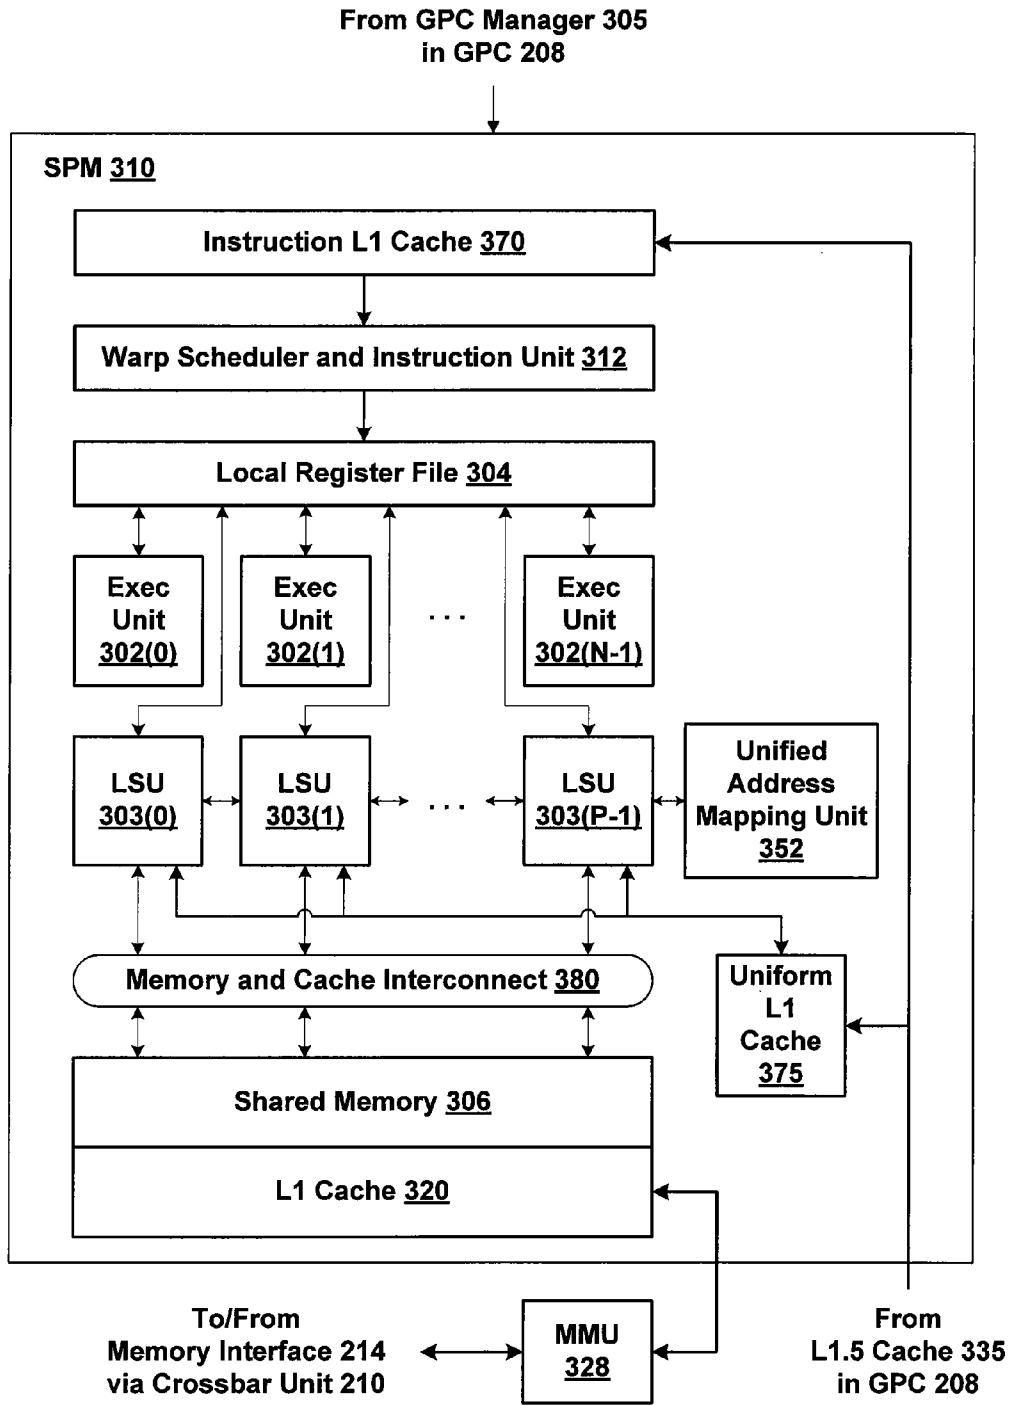 From GPC Manager 305
in GPC 208
SPM 310
Instruction L1 Cache 370
Warp Scheduler and Instruction Unit 312
Local Register File 304
Exec
Unit
302(0)
Exec
Unit
302(1)
. . .
Exec
Unit
302(N-1)
LSU
303(0)
LSU
303(1)
. . .
LSU
303(P-1)
Unified
Address
Mapping Unit
352
Memory and Cache Interconnect 380
Uniform
L1
Cache
375
Shared Memory 306
L1 Cache 320
To/From
Memory Interface 214
via Crossbar Unit 210
MMU
328
From
L1.5 Cache 335
in GPC 208